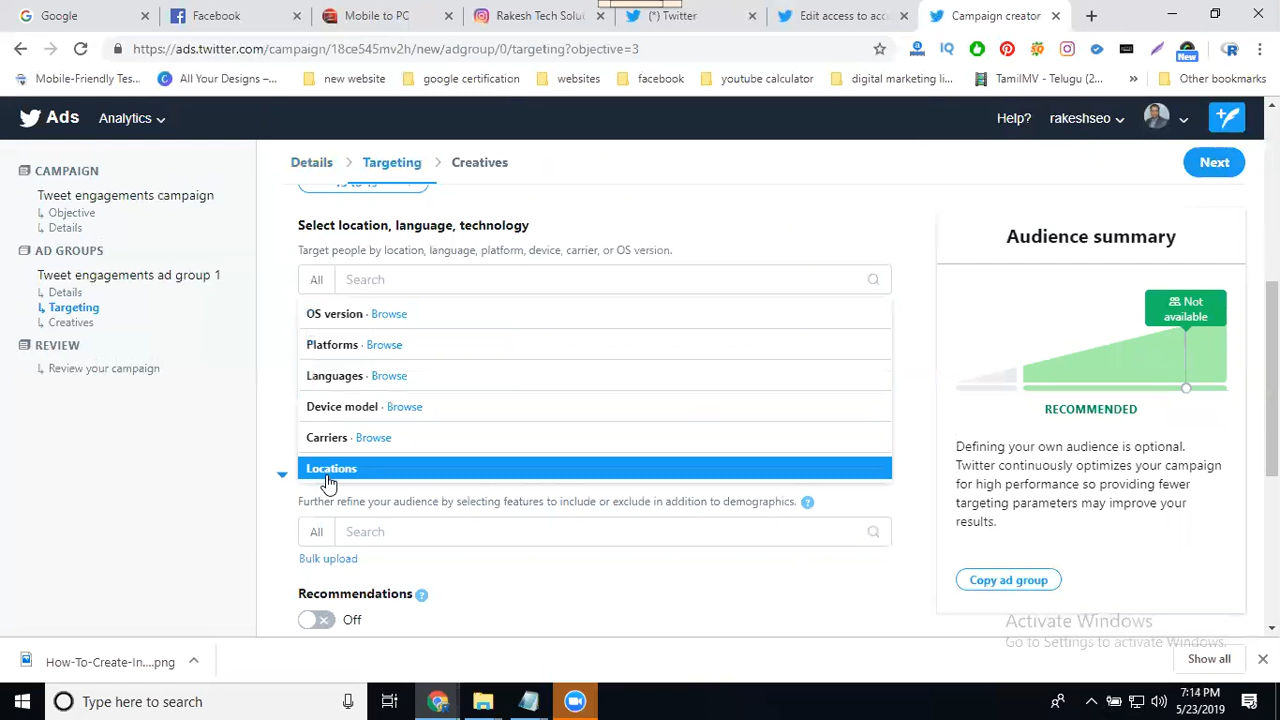 Google
Facebook
Mobile to PC
Rakesh Tech Solu
(*) Twitter
Edit access to acc
Campaign creator
https://ads.twitter.com/campaign/18ce545mv2h/new/adgroup/0/targeting?objective=3
New
Mobile-Friendly Tes...
All Your Designs –...
new website
google certification
websites
facebook
youtube calculator
digital marketing li...
TamilMV - Telugu (2...
Other bookmarks
Ads
Analytics
Help?
rakeshseo
CAMPAIGN
Tweet engagements campaign
Objective
Details
AD GROUPS
Tweet engagements ad group 1
Details
Targeting
Creatives
REVIEW
Review your campaign
Details
Targeting
Creatives
Next
Select location, language, technology
Target people by location, language, platform, device, carrier, or OS version.
All Search
OS version · Browse
Platforms · Browse
Languages · Browse
Device model · Browse
Carriers · Browse
Locations
Further refine your audience by selecting features to include or exclude in addition to demographics.
All Search
Bulk upload
Recommendations
Off
Audience summary
Not
available
RECOMMENDED
Defining your own audience is optional.
Twitter continuously optimizes your campaign
for high performance so providing fewer
targeting parameters may improve your
results.
Copy ad group
Activate Windows
Go to Settings to activate Windows.
How-To-Create-In....png
Show all
Type here to search
7:14 PM
5/23/2019